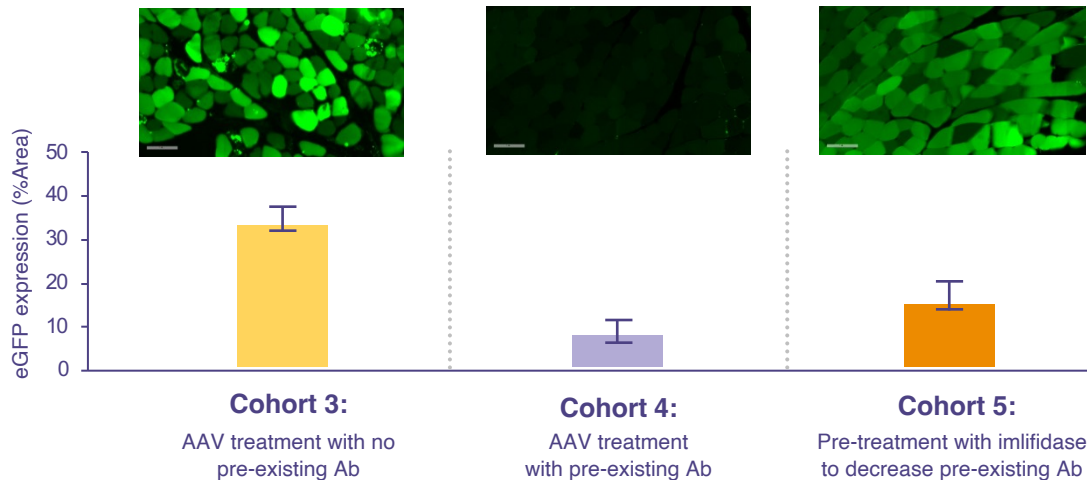 eGFP expression (%Area)
50
40
30
20
10
0
Cohort 3:
AAV treatment with no
pre-existing Ab
Cohort 4:
AAV treatment
with pre-existing Ab
Cohort 5:
Pre-treatment with imlifidase
to decrease pre-existing Ab